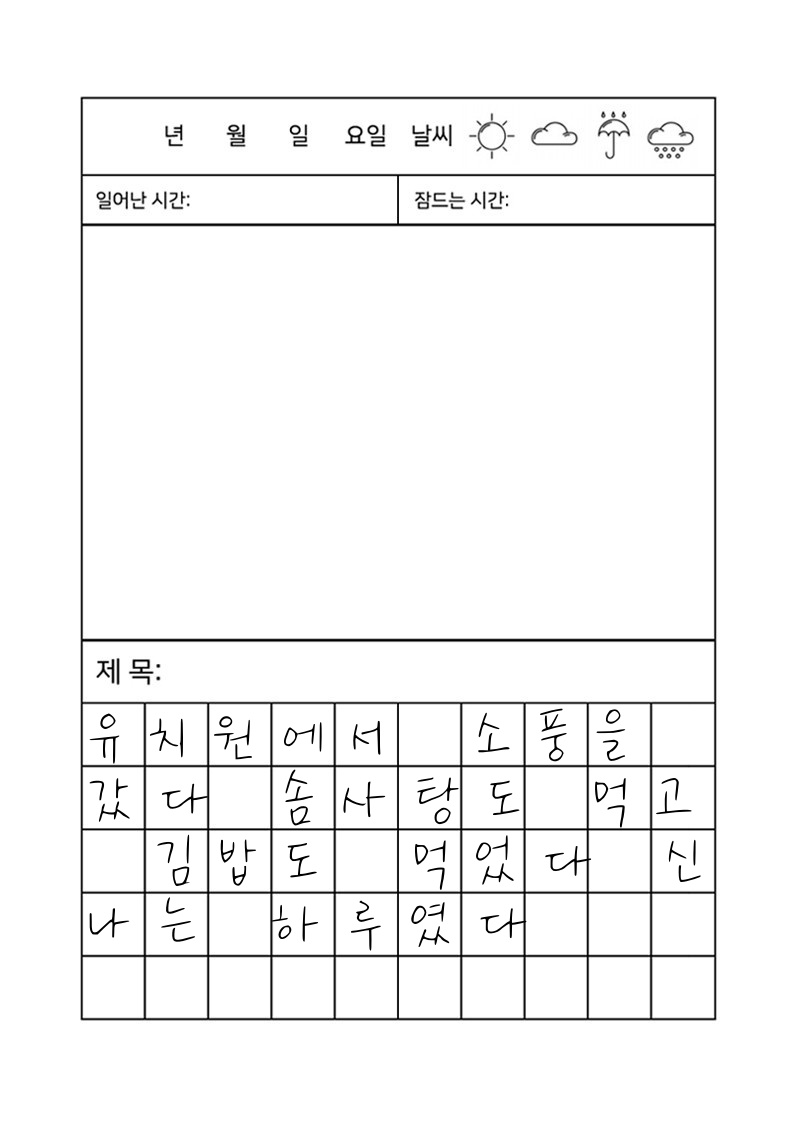 년 월 일 요일 날씨
일어난 시간: 잠드는 시간:
제 목:
유치원에서 소풍을
갔다 솜사탕도 먹고
김밥도 먹었다 신
나는 하루였다